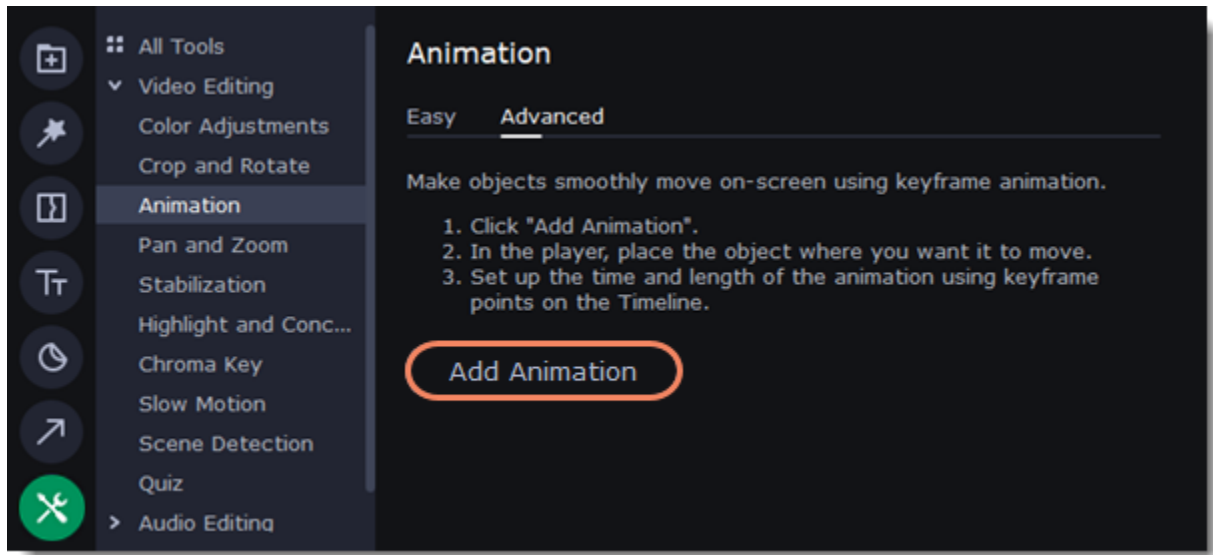 All Tools
Video Editing
Color Adjustments
Crop and Rotate
Animation
Pan and Zoom
Stabilization
Highlight and Conc...
Chroma Key
Slow Motion
Scene Detection
Quiz
Audio Editing
Animation
Easy Advanced
Make objects smoothly move on-screen using keyframe animation.
1. Click "Add Animation".
2. In the player, place the object where you want it to move.
3. Set up the time and length of the animation using keyframe
points on the Timeline.
Add Animation
TT